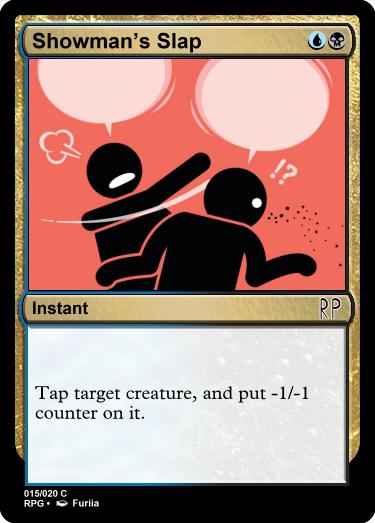 Showman's Slap
!?
Instant
RP
Tap target creature, and put -1/-1
counter on it.
015/020 C
RPG • Furiia